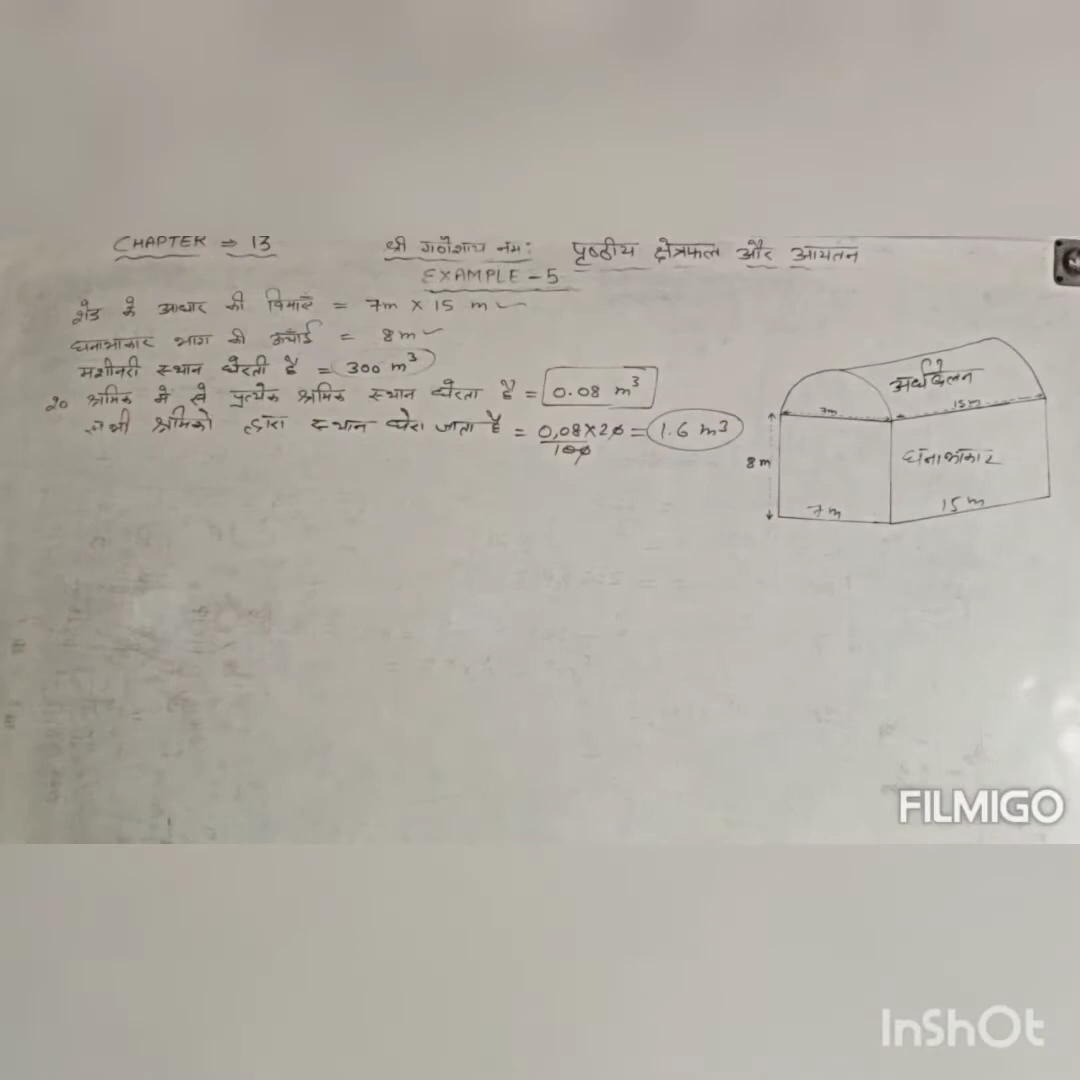 CHAPTER ⇒ 13 श्री गणेशाय नमः पृष्ठीय क्षेत्रफल और आयतन
EXAMPLE - 5
शेड के आधार की विमाएँ = 7m × 15 m
घनाभाकार भाग की ऊँचाई = 8m
मशीनरी स्थान घेरती है = 300 m³
20 श्रमिक में से प्रत्येक श्रमिक स्थान घेरता है = 0.08 m³
सभी श्रमिको द्वारा स्थान घेरा जाता है = 0,08×20 = 1.6 m³
100
अर्धबेलन
7m
15m
8m
घनाभाकार
7m
15m
FILMIGO
InShOt